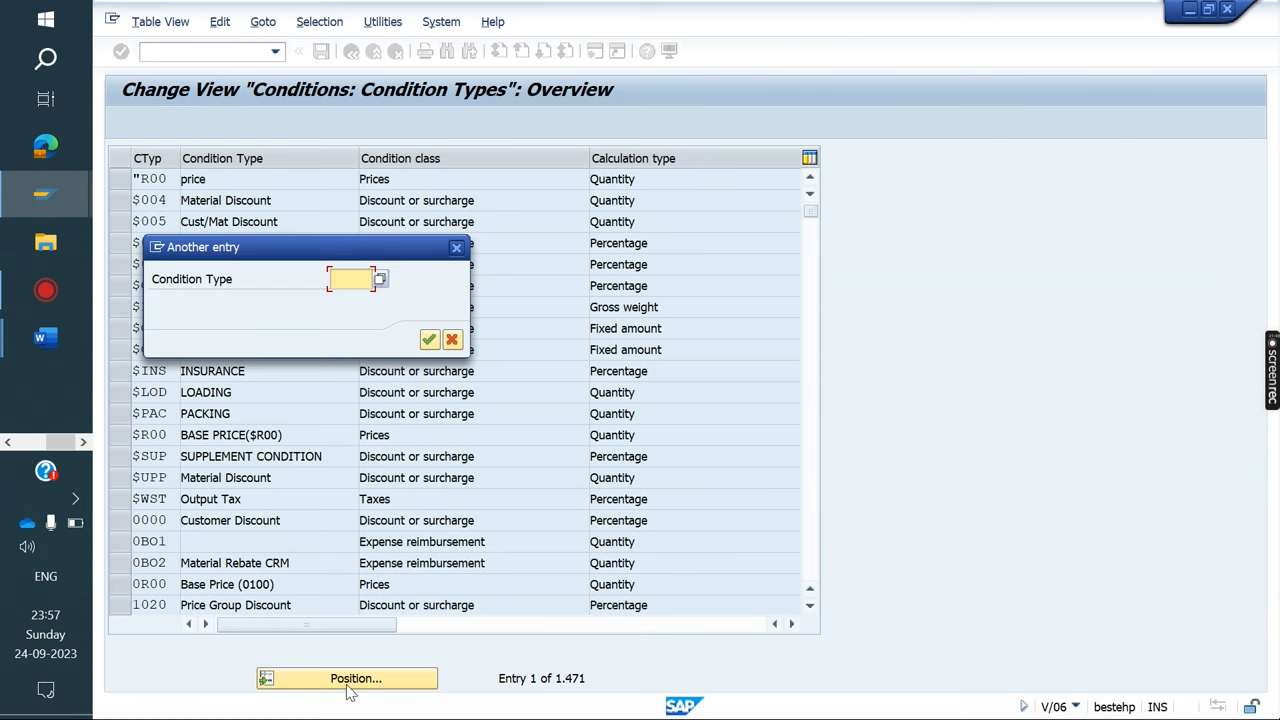 Table View Edit Goto Selection Utilities System Help
Change View "Conditions: Condition Types": Overview
CTyp Condition Type Condition class Calculation type
"R00 price Prices Quantity
$004 Material Discount Discount or surcharge Quantity
$005 Cust/Mat Discount Discount or surcharge Quantity
Percentage
Another entry
Percentage
Condition Type
Percentage
Gross weight
Fixed amount
Fixed amount
$INS INSURANCE Discount or surcharge Percentage
$LOD LOADING Discount or surcharge Quantity
$PAC PACKING Discount or surcharge Quantity
$R00 BASE PRICE($R00) Prices Quantity
$SUP SUPPLEMENT CONDITION Discount or surcharge Percentage
$UPP Material Discount Discount or surcharge Quantity
$WST Output Tax Taxes Percentage
0000 Customer Discount Discount or surcharge Percentage
0BO1 Expense reimbursement Quantity
0BO2 Material Rebate CRM Expense reimbursement Quantity
0R00 Base Price (0100) Prices Quantity
1020 Price Group Discount Discount or surcharge Percentage
Position... Entry 1 of 1.471
SAP V/06 bestehp INS
ENG
23:57
Sunday
24-09-2023
screenrec